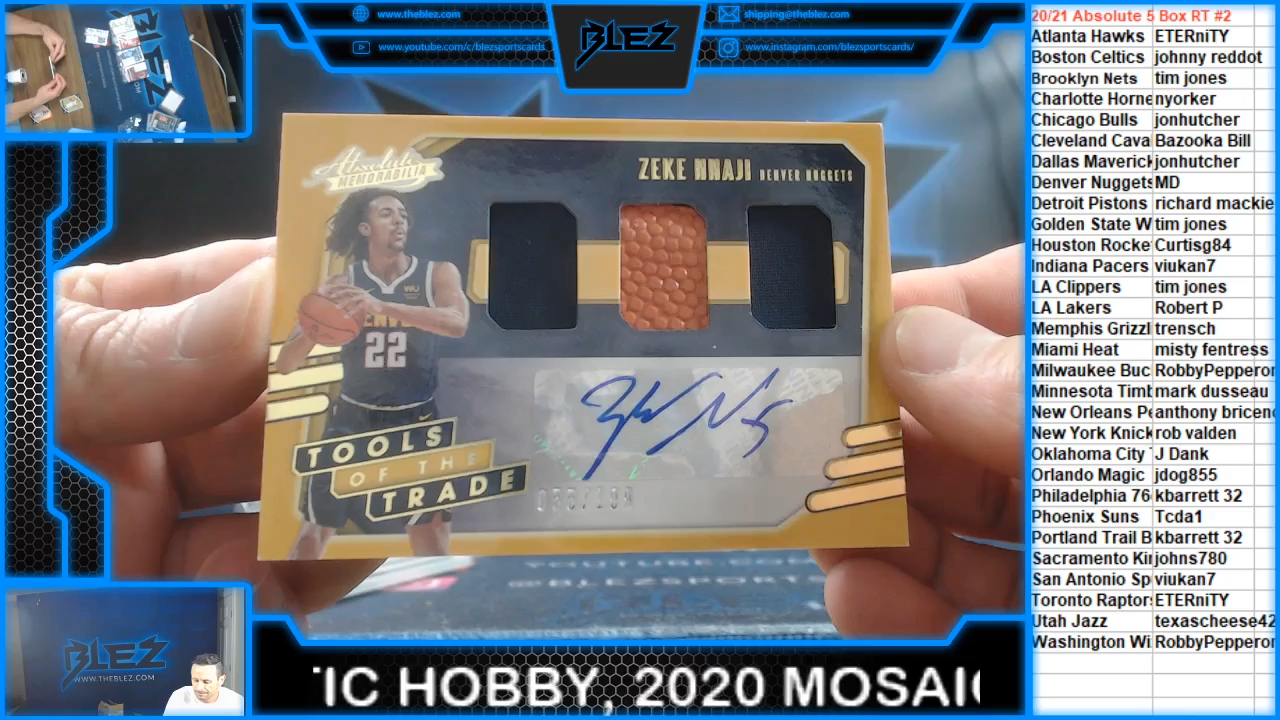 www.theblez.com
shipping@theblez.com
www.youtube.com/c/blezsportscards
www.instagram.com/blezsportscards/
BLEZ
Absolute
MEMORABILIA
ZEKE NNAJI DENVER NUGGETS
22
TOOLS
OF THE
TRADE
BLEZ
WWW.THEBLEZ.COM
TIC HOBBY, 2020 MOSAIC
20/21 Absolute 5 Box RT #2
Atlanta Hawks ETERniTY
Boston Celtics johnny reddot
Brooklyn Nets tim jones
Charlotte Horne nyorker
Chicago Bulls jonhutcher
Cleveland Cava Bazooka Bill
Dallas Maverick jonhutcher
Denver Nuggets MD
Detroit Pistons richard mackie
Golden State W tim jones
Houston Rocke Curtisg84
Indiana Pacers viukan7
LA Clippers tim jones
LA Lakers Robert P
Memphis Grizzl trensch
Miami Heat misty fentress
Milwaukee Buc RobbyPepperon
Minnesota Timb mark dusseau
New Orleans Pe anthony briceno
New York Knick rob valden
Oklahoma City J Dank
Orlando Magic jdog855
Philadelphia 76 kbarrett 32
Phoenix Suns Tcda1
Portland Trail B kbarrett 32
Sacramento Ki johns780
San Antonio Sp viukan7
Toronto Raptors ETERniTY
Utah Jazz texascheese42
Washington Wi RobbyPepperon